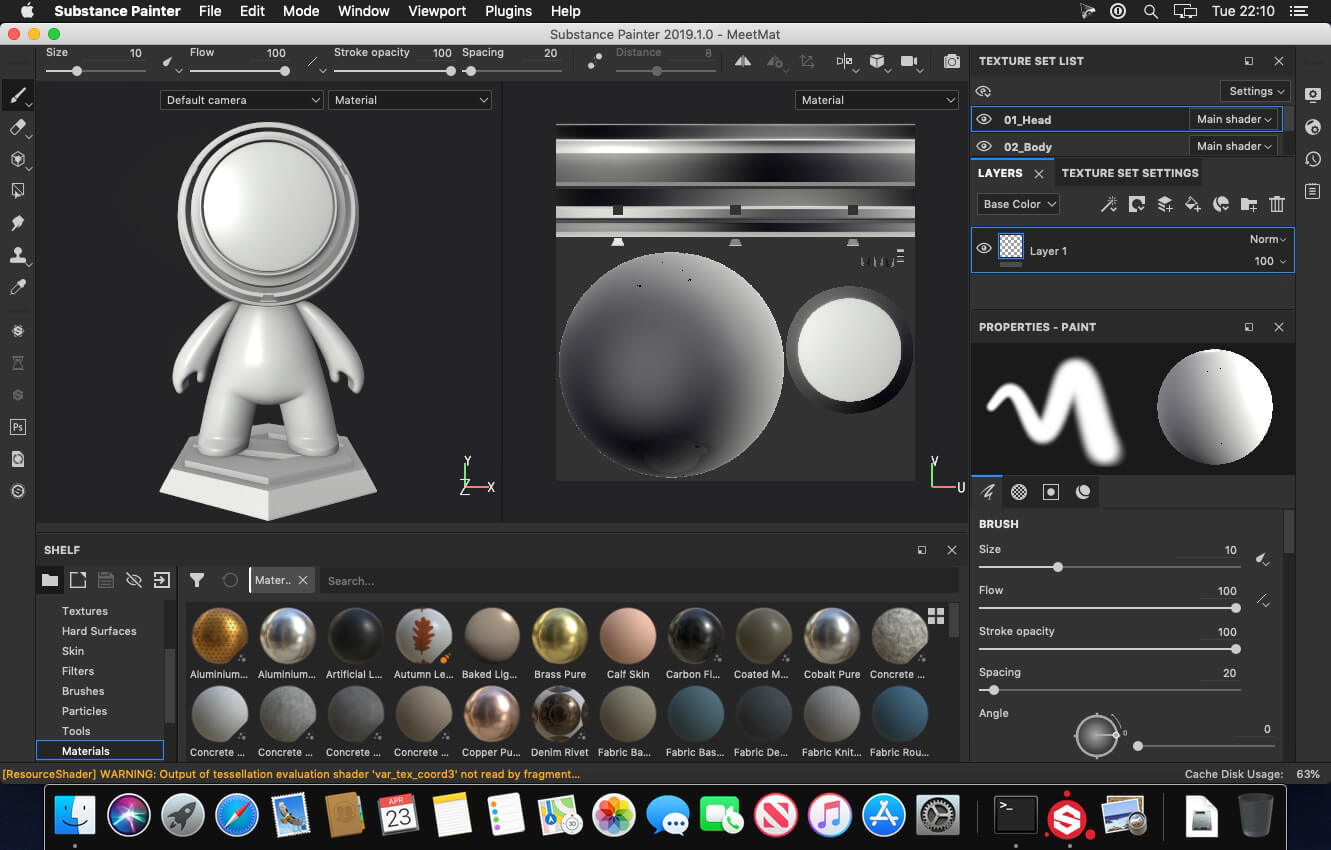 Substance Painter File Edit Mode Window Viewport Plugins Help Tue 22:10
Substance Painter 2019.1.0 - MeetMat
Size 10 Flow 100 Stroke opacity 100 Spacing 20 Distance 8
Default camera Material Material
TEXTURE SET LIST
Settings
01_Head Main shader
02_Body Main shader
LAYERS TEXTURE SET SETTINGS
Base Color
Layer 1 Norm
100
PROPERTIES - PAINT
Y
Z X
V
U
Ps
BRUSH
Size 10
Flow 100
Stroke opacity 100
Spacing 20
Angle 0
0
SHELF
Mater.. Search...
Textures
Hard Surfaces
Skin
Filters
Brushes
Particles
Tools
Materials
Aluminium... Aluminium... Artificial L... Autumn Le... Baked Lig... Brass Pure Calf Skin Carbon Fi... Coated M... Cobalt Pure Concrete ...
Concrete ... Concrete ... Concrete ... Concrete ... Copper Pu... Denim Rivet Fabric Ba... Fabric Bas... Fabric De... Fabric Knit... Fabric Rou...
[ResourceShader] WARNING: Output of tessellation evaluation shader 'var_tex_coord3' not read by fragment... Cache Disk Usage: 63%
APR
23
>_